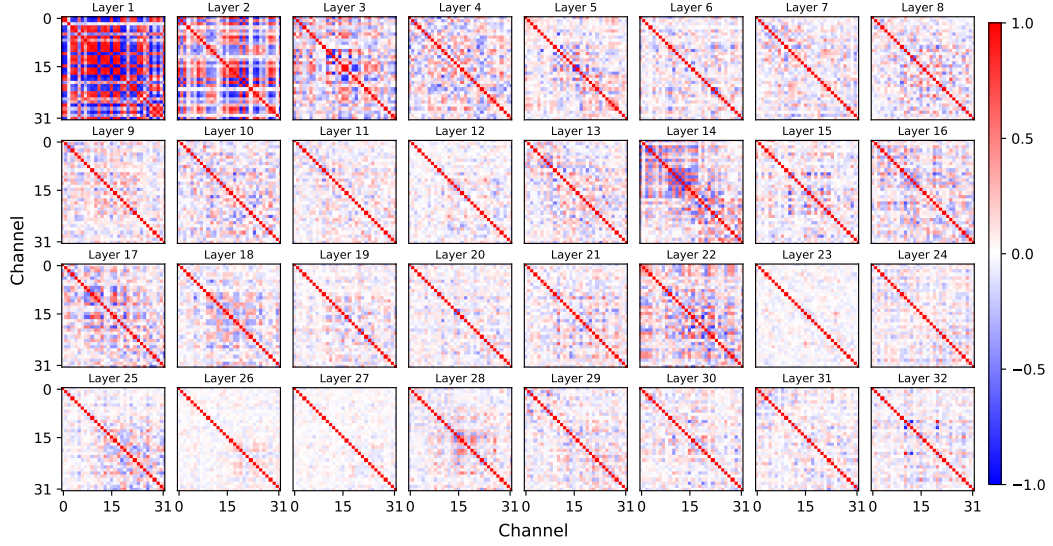 Layer 1 Layer 2 Layer 3 Layer 4 Layer 5 Layer 6 Layer 7 Layer 8
0 1.0
15
31
Layer 9 Layer 10 Layer 11 Layer 12 Layer 13 Layer 14 Layer 15 Layer 16
0 0.5
15
31
Channel 0.0
Layer 17 Layer 18 Layer 19 Layer 20 Layer 21 Layer 22 Layer 23 Layer 24
0
15
31 −0.5
Layer 25 Layer 26 Layer 27 Layer 28 Layer 29 Layer 30 Layer 31 Layer 32
0
15
31 −1.0
0 15 31 0 15 31 0 15 31 0 15 31 0 15 31 0 15 31 0 15 31 0 15 31
Channel